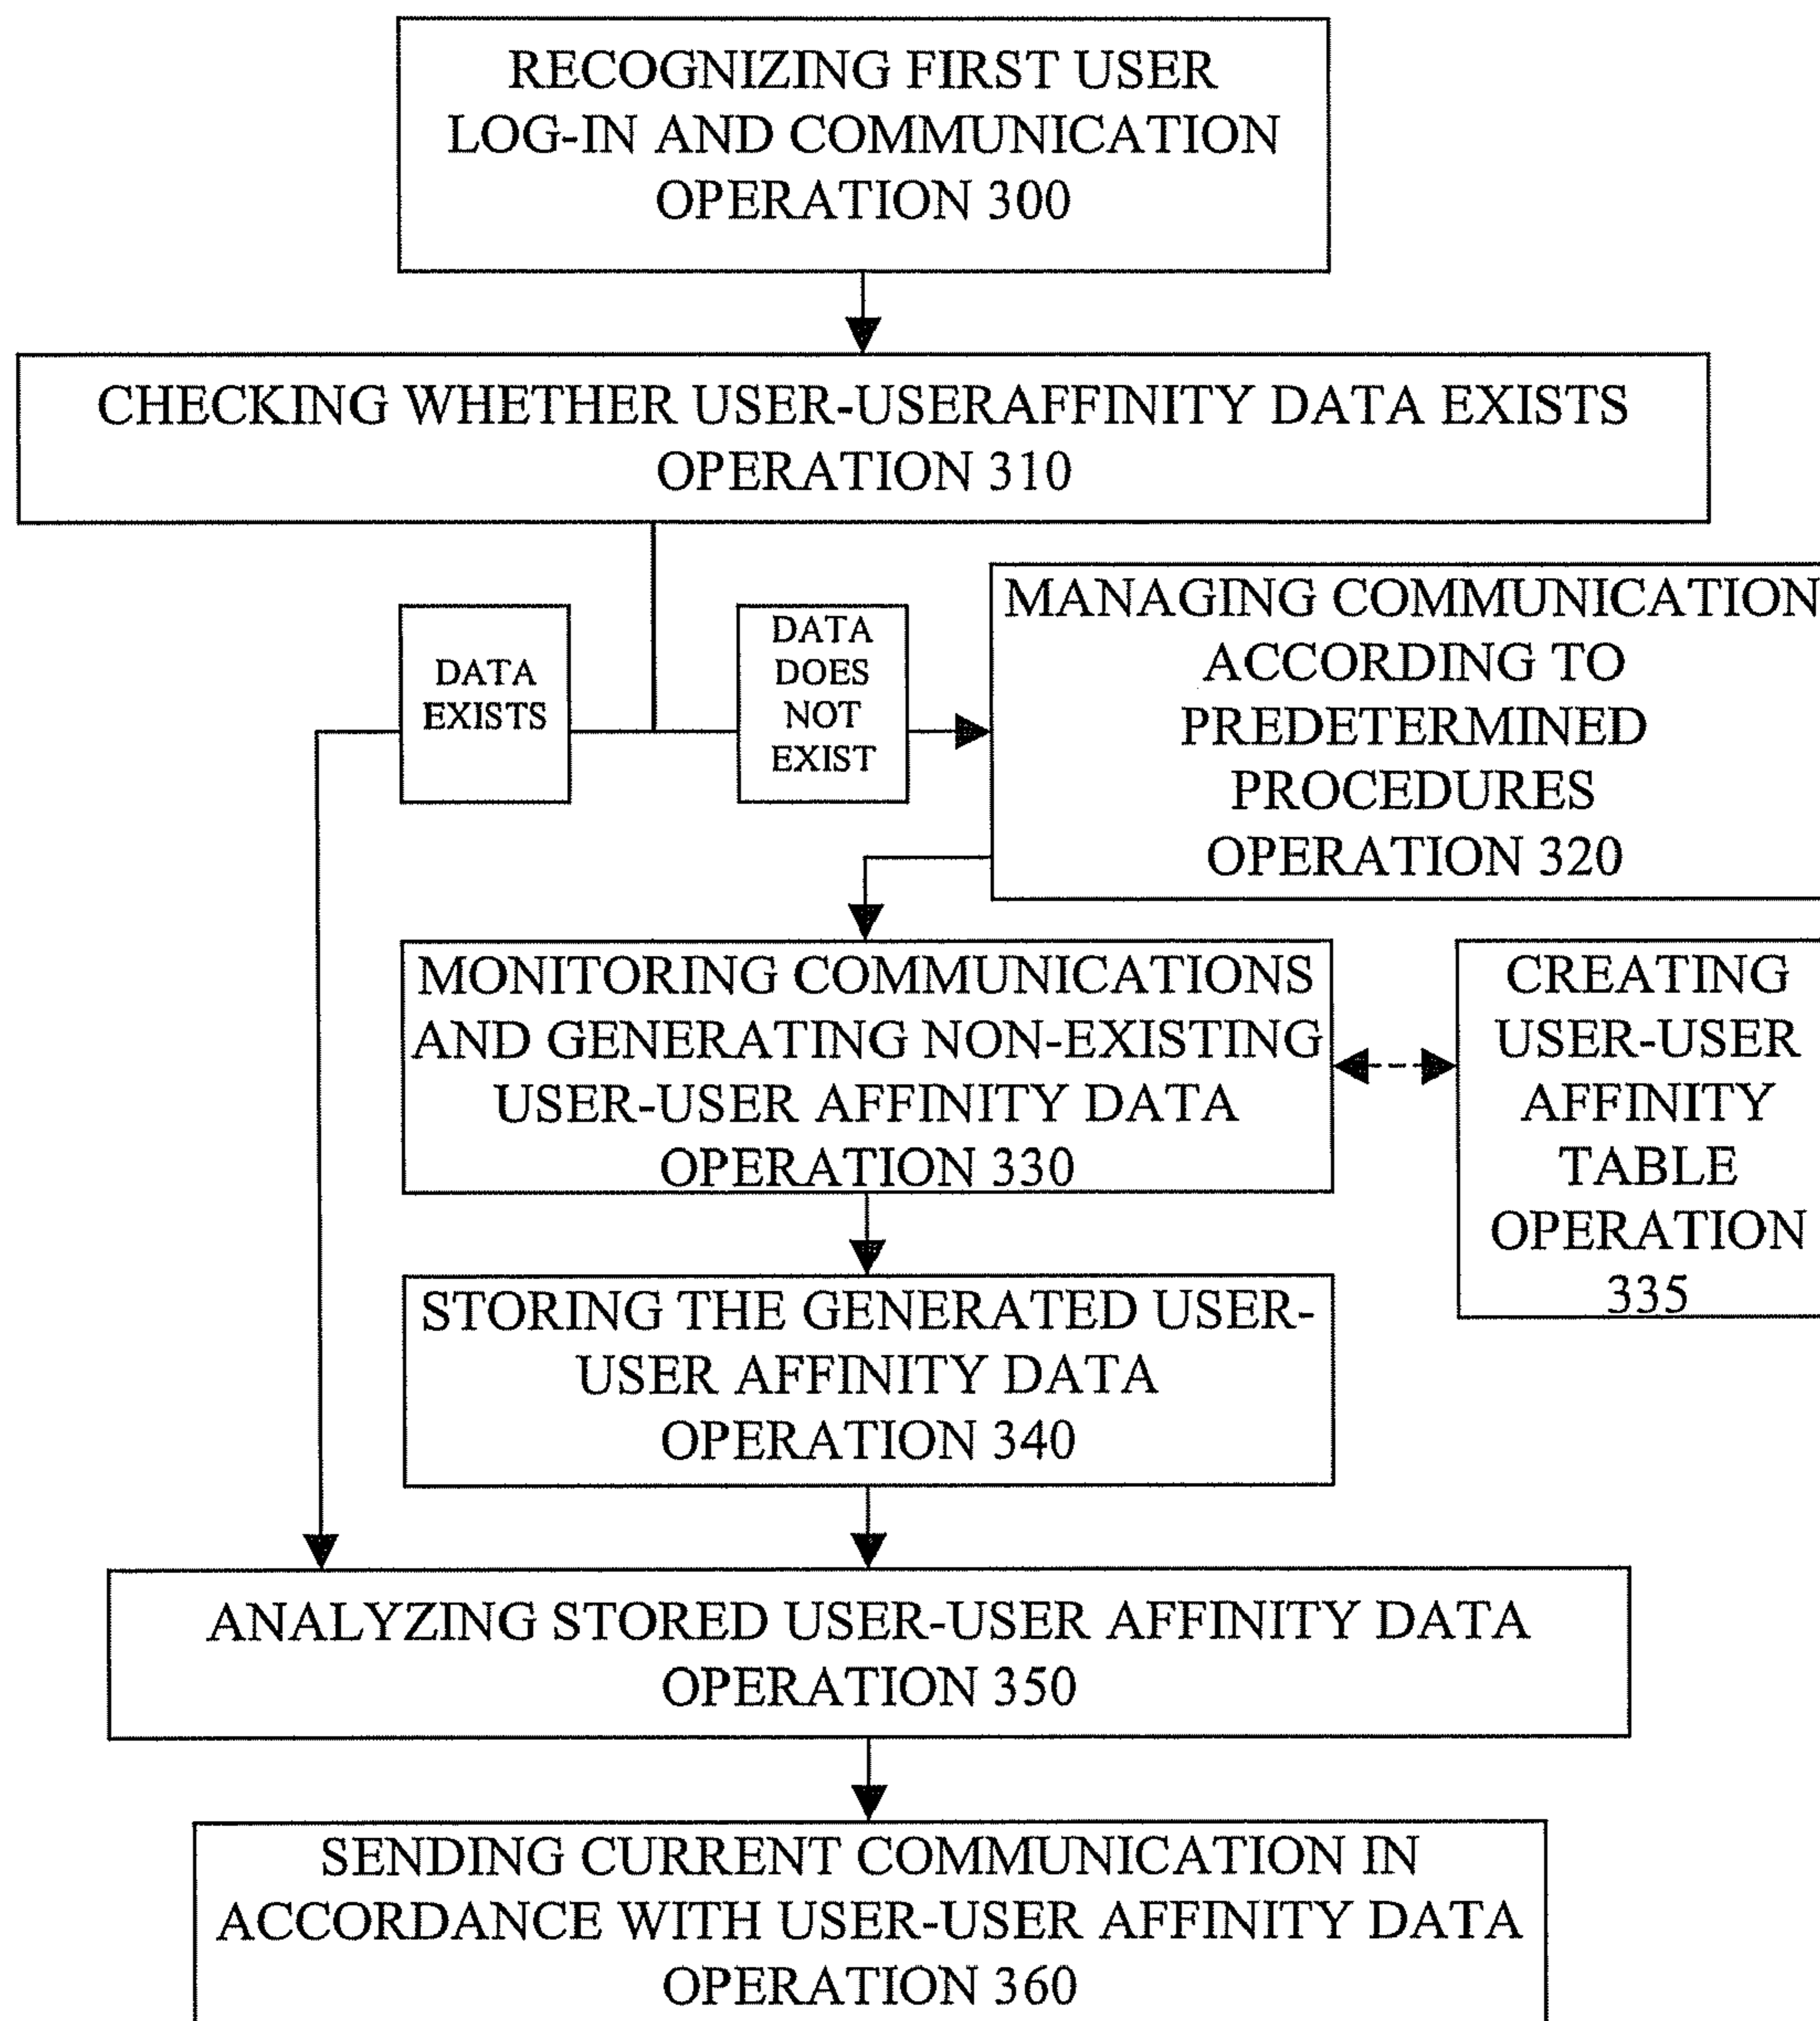 RECOGNIZING FIRST USER
LOG-IN AND COMMUNICATION
OPERATION 300
CHECKING WHETHER USER-USERAFFINITY DATA EXISTS
OPERATION 310
DATA
EXISTS
DATA
DOES
NOT
EXIST
MANAGING COMMUNICATION
ACCORDING TO
PREDETERMINED
PROCEDURES
OPERATION 320
MONITORING COMMUNICATIONS
AND GENERATING NON-EXISTING
USER-USER AFFINITY DATA
OPERATION 330
CREATING
USER-USER
AFFINITY
TABLE
OPERATION
335
STORING THE GENERATED USER-
USER AFFINITY DATA
OPERATION 340
ANALYZING STORED USER-USER AFFINITY DATA
OPERATION 350
SENDING CURRENT COMMUNICATION IN
ACCORDANCE WITH USER-USER AFFINITY DATA
OPERATION 360